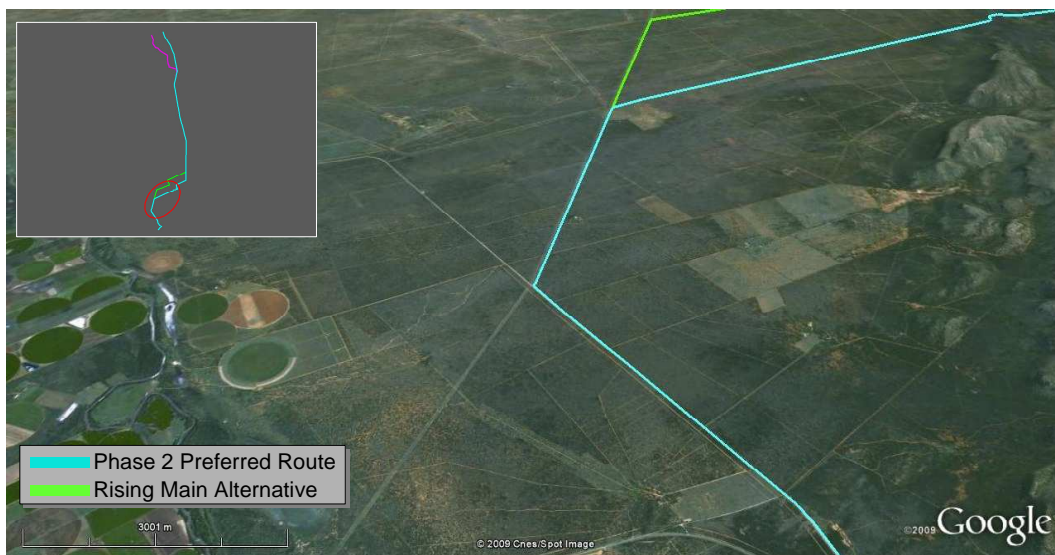 Phase 2 Preferred Route
Rising Main Alternative
3001 m
© 2009 Cnes/Spot Image
©2009 Google